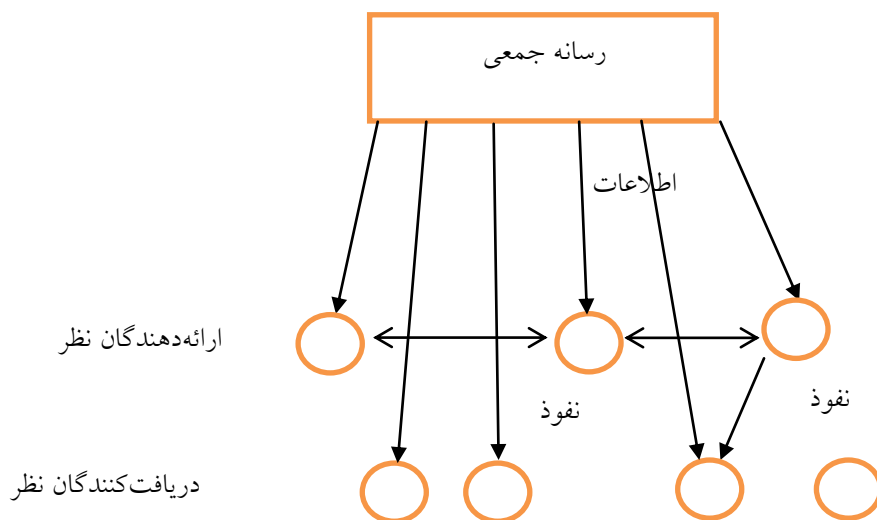 رسانه جمعی
اطلاعات
ارائه‌دهندگان نظر
نفوذ
نفوذ
دریافت‌کنندگان نظر